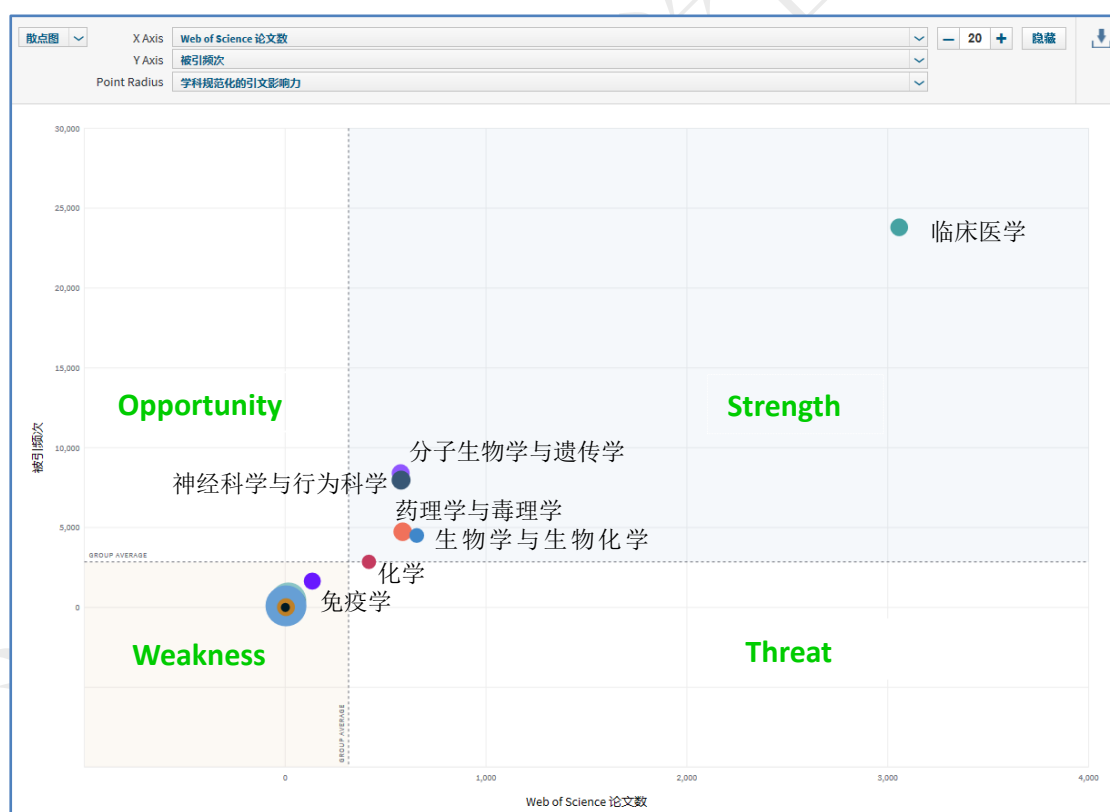 散点图
X Axis Web of Science 论文数
20
隐藏
Y Axis 被引频次
Point Radius 学科规范化的引文影响力
30,000
25,000
临床医学
20,000
15,000
Opportunity
Strength
被引频次
10,000
分子生物学与遗传学
神经科学与行为科学
药理学与毒理学
5,000
生物学与生物化学
GROUP AVERAGE
化学
免疫学
0
Weakness
Threat
GROUP AVERAGE
0 1,000 2,000 3,000 4,000
Web of Science 论文数